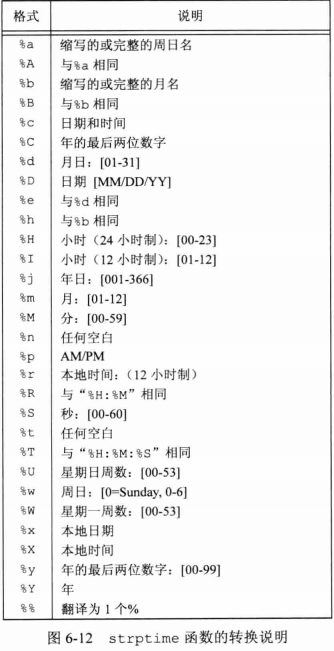 格式 说明
%a 缩写的或完整的周日名
%A 与%a 相同
%b 缩写的或完整的月名
%B 与%b 相同
%c 日期和时间
%C 年的最后两位数字
%d 月日：[01-31]
%D 日期 [MM/DD/YY]
%e 与%d 相同
%h 与%b 相同
%H 小时（24 小时制）：[00-23]
%I 小时（12 小时制）：[01-12]
%j 年日：[001-366]
%m 月：[01-12]
%M 分：[00-59]
%n 任何空白
%p AM/PM
%r 本地时间：（12 小时制）
%R 与“%H:%M”相同
%S 秒：[00-60]
%t 任何空白
%T 与“%H:%M:%S”相同
%U 星期日周数：[00-53]
%w 周日：[0=Sunday, 0-6]
%W 星期一周数：[00-53]
%x 本地日期
%X 本地时间
%y 年的最后两位数字：[00-99]
%Y 年
%% 翻译为 1 个%
图 6-12 strptime 函数的转换说明